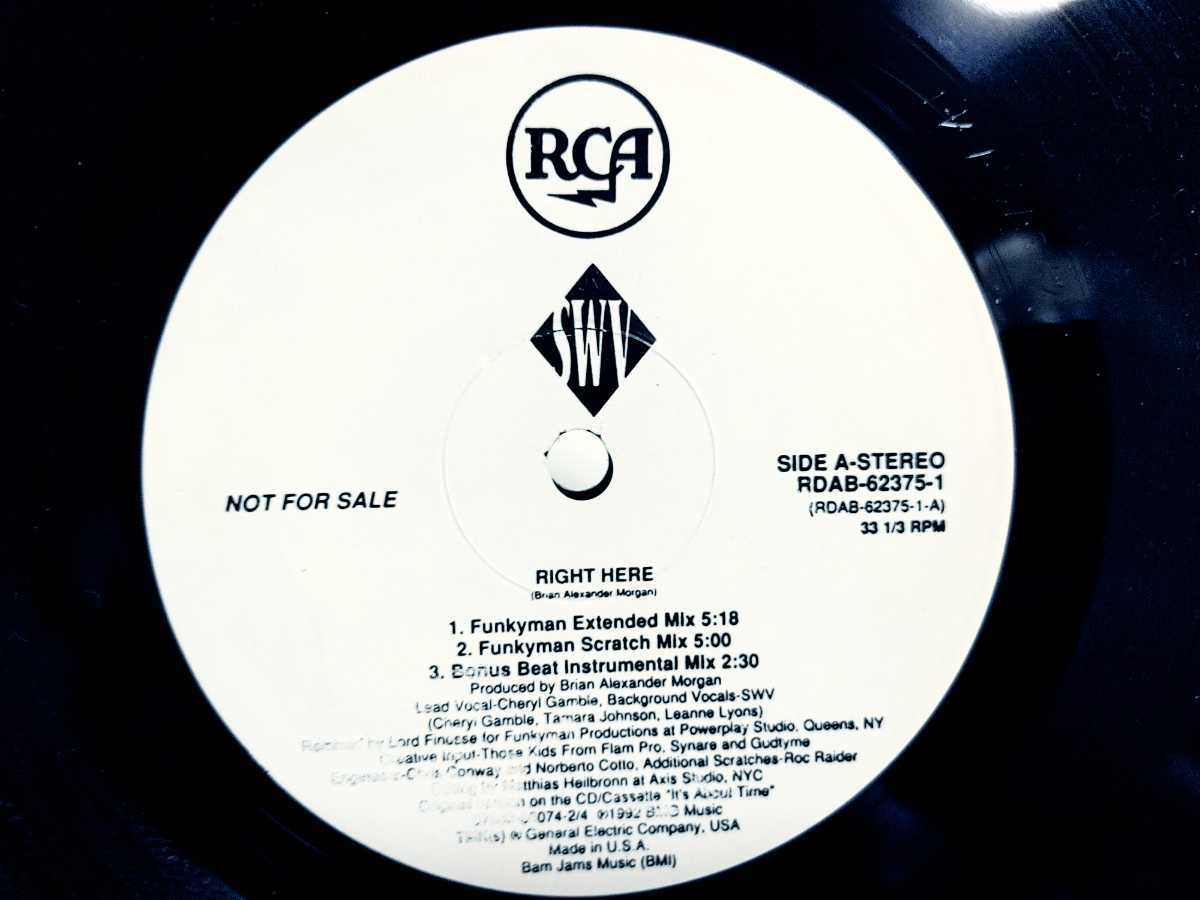 RCA
SWV
NOT FOR SALE
SIDE A-STEREO
RDAB-62375-1
(RDAB-62375-1-A)
33 1/3 RPM
RIGHT HERE
(Brian Alexander Morgan)
1. Funkyman Extended Mix 5:18
2. Funkyman Scratch Mix 5:00
3. Bonus Beat Instrumental Mix 2:30
Produced by Brian Alexander Morgan
Lead Vocal-Cheryl Gamble, Background Vocals-SWV
(Cheryl Gamble, Tamara Johnson, Leanne Lyons)
by Lord Finesse for Funkyman Productions at Powerplay Studio, Queens, NY
Creative Input-Those Kids From Flam Pro, Synare and Gudtyme
Conway and Norberto Cotto, Additional Scratches-Roc Raider
Matthias Heilbronn at Axis Studio, NYC
Original on the CD/Cassette "It's About Time"
℗1992 BMG Music
® General Electric Company, USA
Made in U.S.A.
Bam Jams Music (BMI)